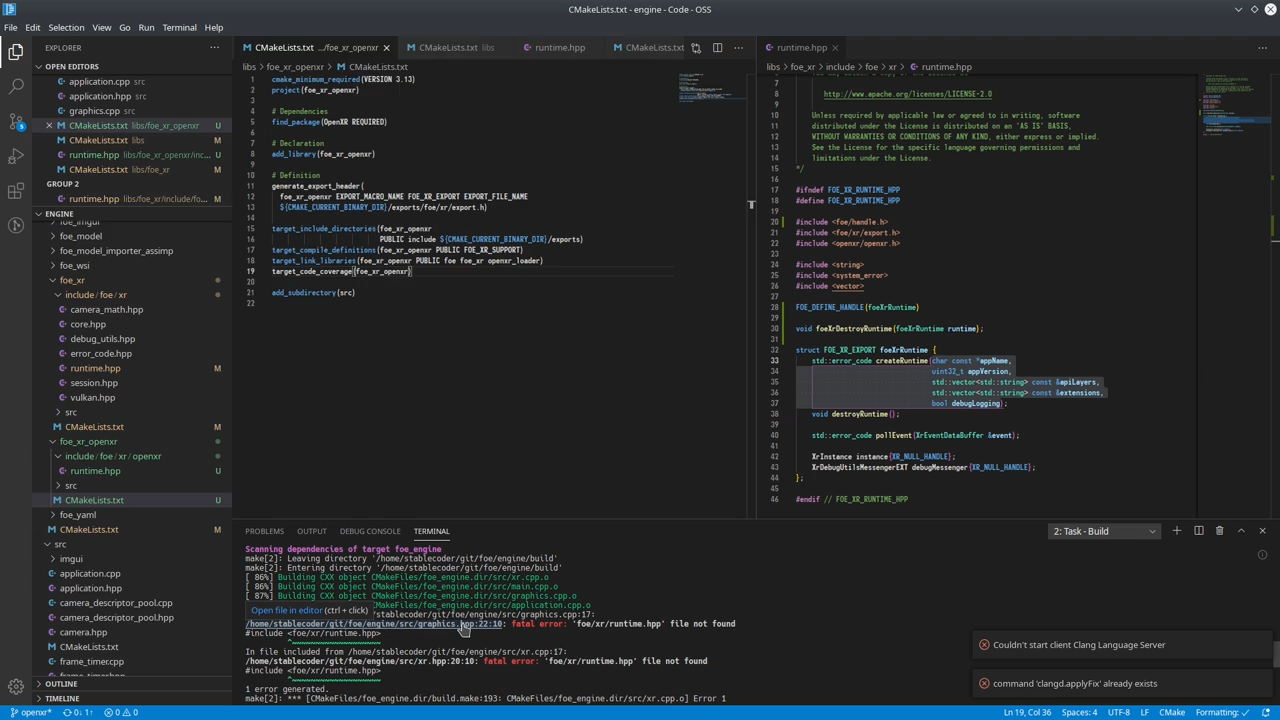 CMakeLists.txt - engine - Code - OSS
File Edit Selection View Go Run Terminal Help
EXPLORER
OPEN EDITORS
application.cpp src
application.hpp src
graphics.cpp src
CMakeLists.txt libs/foe_xr_openxr U
CMakeLists.txt libs M
runtime.hpp libs/foe_xr_openxr/inc... U
CMakeLists.txt libs/foe_xr M
GROUP 2
runtime.hpp libs/foe_xr/include/fo... M
ENGINE
foe_imgui
foe_model
foe_model_importer_assimp
foe_wsi
foe_xr
include / foe / xr
camera_math.hpp
core.hpp
debug_utils.hpp
error_code.hpp
runtime.hpp M
session.hpp
vulkan.hpp
src
CMakeLists.txt M
foe_xr_openxr
include / foe / xr / openxr
runtime.hpp U
src
CMakeLists.txt U
foe_yaml
CMakeLists.txt M
src
imgui
application.cpp
application.hpp
camera_descriptor_pool.cpp
camera_descriptor_pool.hpp
camera.hpp
CMakeLists.txt
frame_timer.cpp
frame_timer.hpp
OUTLINE
TIMELINE
CMakeLists.txt .../foe_xr_openxr
CMakeLists.txt libs
runtime.hpp
CMakeLists.txt
libs > foe_xr_openxr > CMakeLists.txt
1 cmake_minimum_required(VERSION 3.13)
2 project(foe_xr_openxr)
3
4 # Dependencies
5 find_package(OpenXR REQUIRED)
6
7 # Declaration
8 add_library(foe_xr_openxr)
9
10 # Definition
11 generate_export_header(
12 foe_xr_openxr EXPORT_MACRO_NAME FOE_XR_EXPORT EXPORT_FILE_NAME
13 ${CMAKE_CURRENT_BINARY_DIR}/exports/foe/xr/export.h)
14
15 target_include_directories(foe_xr_openxr
16 PUBLIC include ${CMAKE_CURRENT_BINARY_DIR}/exports)
17 target_compile_definitions(foe_xr_openxr PUBLIC FOE_XR_SUPPORT)
18 target_link_libraries(foe_xr_openxr PUBLIC foe foe_xr openxr_loader)
19 target_code_coverage(foe_xr_openxr)
20
21 add_subdirectory(src)
22
runtime.hpp
libs > foe_xr > include > foe > xr > runtime.hpp
8
9 http://www.apache.org/licenses/LICENSE-2.0
10
11 Unless required by applicable law or agreed to in writing, software
12 distributed under the License is distributed on an "AS IS" BASIS,
13 WITHOUT WARRANTIES OR CONDITIONS OF ANY KIND, either express or implied.
13 See the License for the specific language governing permissions and
14 limitations under the License.
15 */
16
17 #ifndef FOE_XR_RUNTIME_HPP
18 #define FOE_XR_RUNTIME_HPP
19
20 #include <foe/handle.h>
21 #include <foe/xr/export.h>
22 #include <openxr/openxr.h>
23
24 #include <string>
25 #include <system_error>
26 #include <vector>
27
28 FOE_DEFINE_HANDLE(foeXrRuntime)
29
30 void foeXrDestroyRuntime(foeXrRuntime runtime);
31
32 struct FOE_XR_EXPORT foeXrRuntime {
33 std::error_code createRuntime(char const *appName,
34 uint32_t appVersion,
35 std::vector<std::string> const &apiLayers,
36 std::vector<std::string> const &extensions,
37 bool debugLogging);
38 void destroyRuntime();
39
40 std::error_code pollEvent(XrEventDataBuffer &event);
41
42 XrInstance instance{XR_NULL_HANDLE};
43 XrDebugUtilsMessengerEXT debugMessenger{XR_NULL_HANDLE};
44 };
45
46 #endif // FOE_XR_RUNTIME_HPP
PROBLEMS OUTPUT DEBUG CONSOLE TERMINAL
2: Task - Build
Scanning dependencies of target foe_engine
make[2]: Leaving directory '/home/stablecoder/git/foe/engine/build'
make[2]: Entering directory '/home/stablecoder/git/foe/engine/build'
[ 86%] Building CXX object CMakeFiles/foe_engine.dir/src/xr.cpp.o
[ 86%] Building CXX object CMakeFiles/foe_engine.dir/src/main.cpp.o
[ 87%] Building CXX object CMakeFiles/foe_engine.dir/src/graphics.cpp.o
CMakeFiles/foe_engine.dir/src/application.cpp.o
Open file in editor (ctrl + click)
stablecoder/git/foe/engine/src/graphics.cpp:17:
/home/stablecoder/git/foe/engine/src/graphics.hpp:22:10: fatal error: 'foe/xr/runtime.hpp' file not found
#include <foe/xr/runtime.hpp>
^~~~~~~~~~~~~~~~~~~~
In file included from /home/stablecoder/git/foe/engine/src/xr.cpp:17:
/home/stablecoder/git/foe/engine/src/xr.hpp:20:10: fatal error: 'foe/xr/runtime.hpp' file not found
#include <foe/xr/runtime.hpp>
^~~~~~~~~~~~~~~~~~~~
1 error generated.
make[2]: *** [CMakeFiles/foe_engine.dir/build.make:193: CMakeFiles/foe_engine.dir/src/xr.cpp.o] Error 1
Couldn't start client Clang Language Server
command 'clangd.applyFix' already exists
openxr* 0↓ 1↑ 0 0
Ln 19, Col 36 Spaces: 4 UTF-8 LF CMake Formatting: ✓